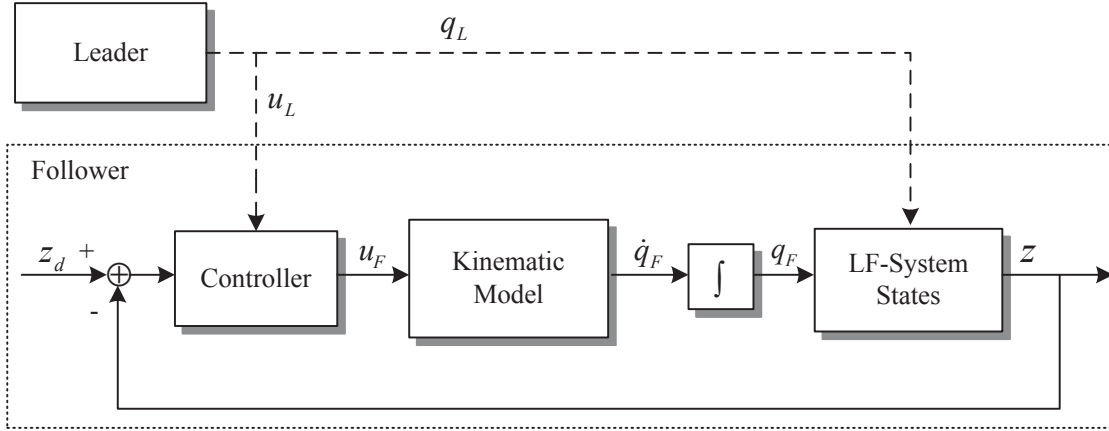 Leader
q_L
u_L
Follower
z_d
+
-
Controller
u_F
Kinematic
Model
q̇_F
∫
q_F
LF-System
States
z